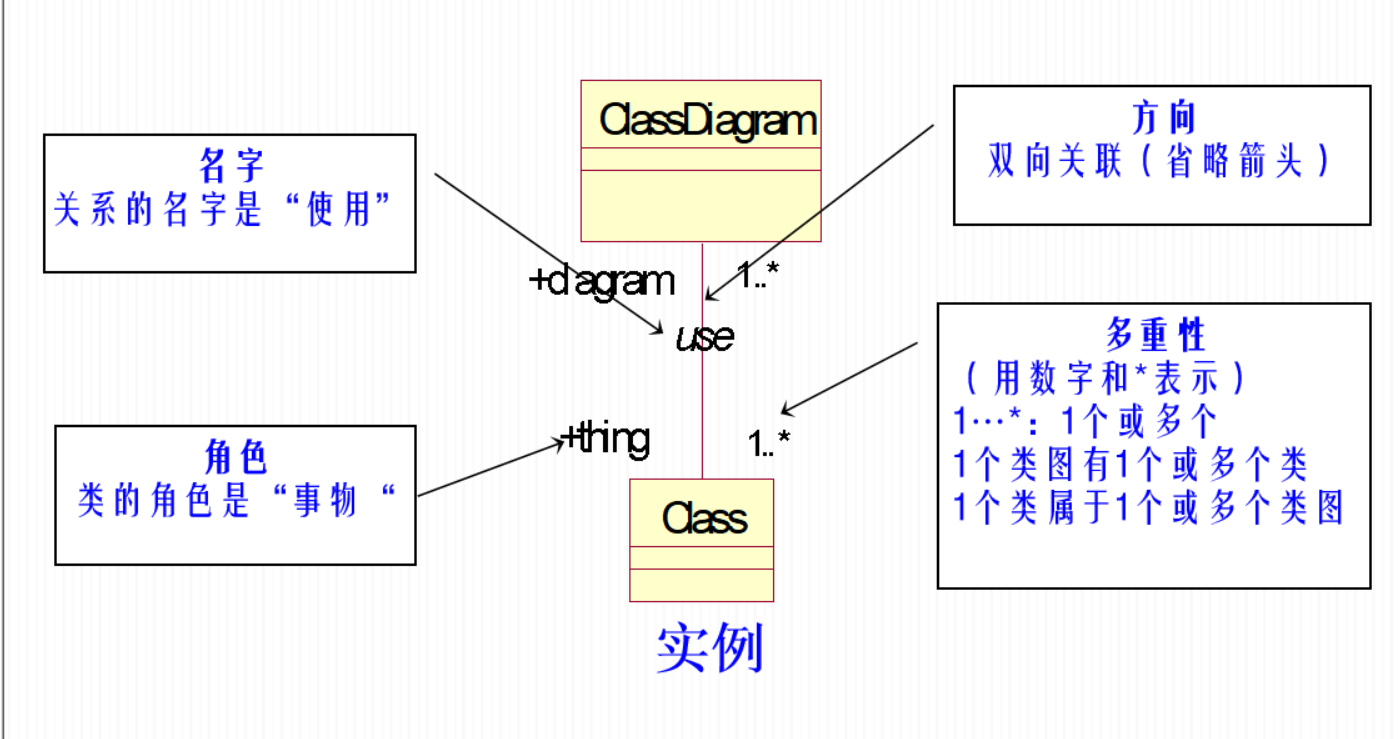 ClassDiagram
方向
双向关联（省略箭头）
名字
关系的名字是“使用”
+diagram
1..*
use
多重性
（用数字和*表示）
1…*：1个或多个
1个类图有1个或多个类
1个类属于1个或多个类图
角色
类的角色是“事物“
+thing
1..*
Class
实例